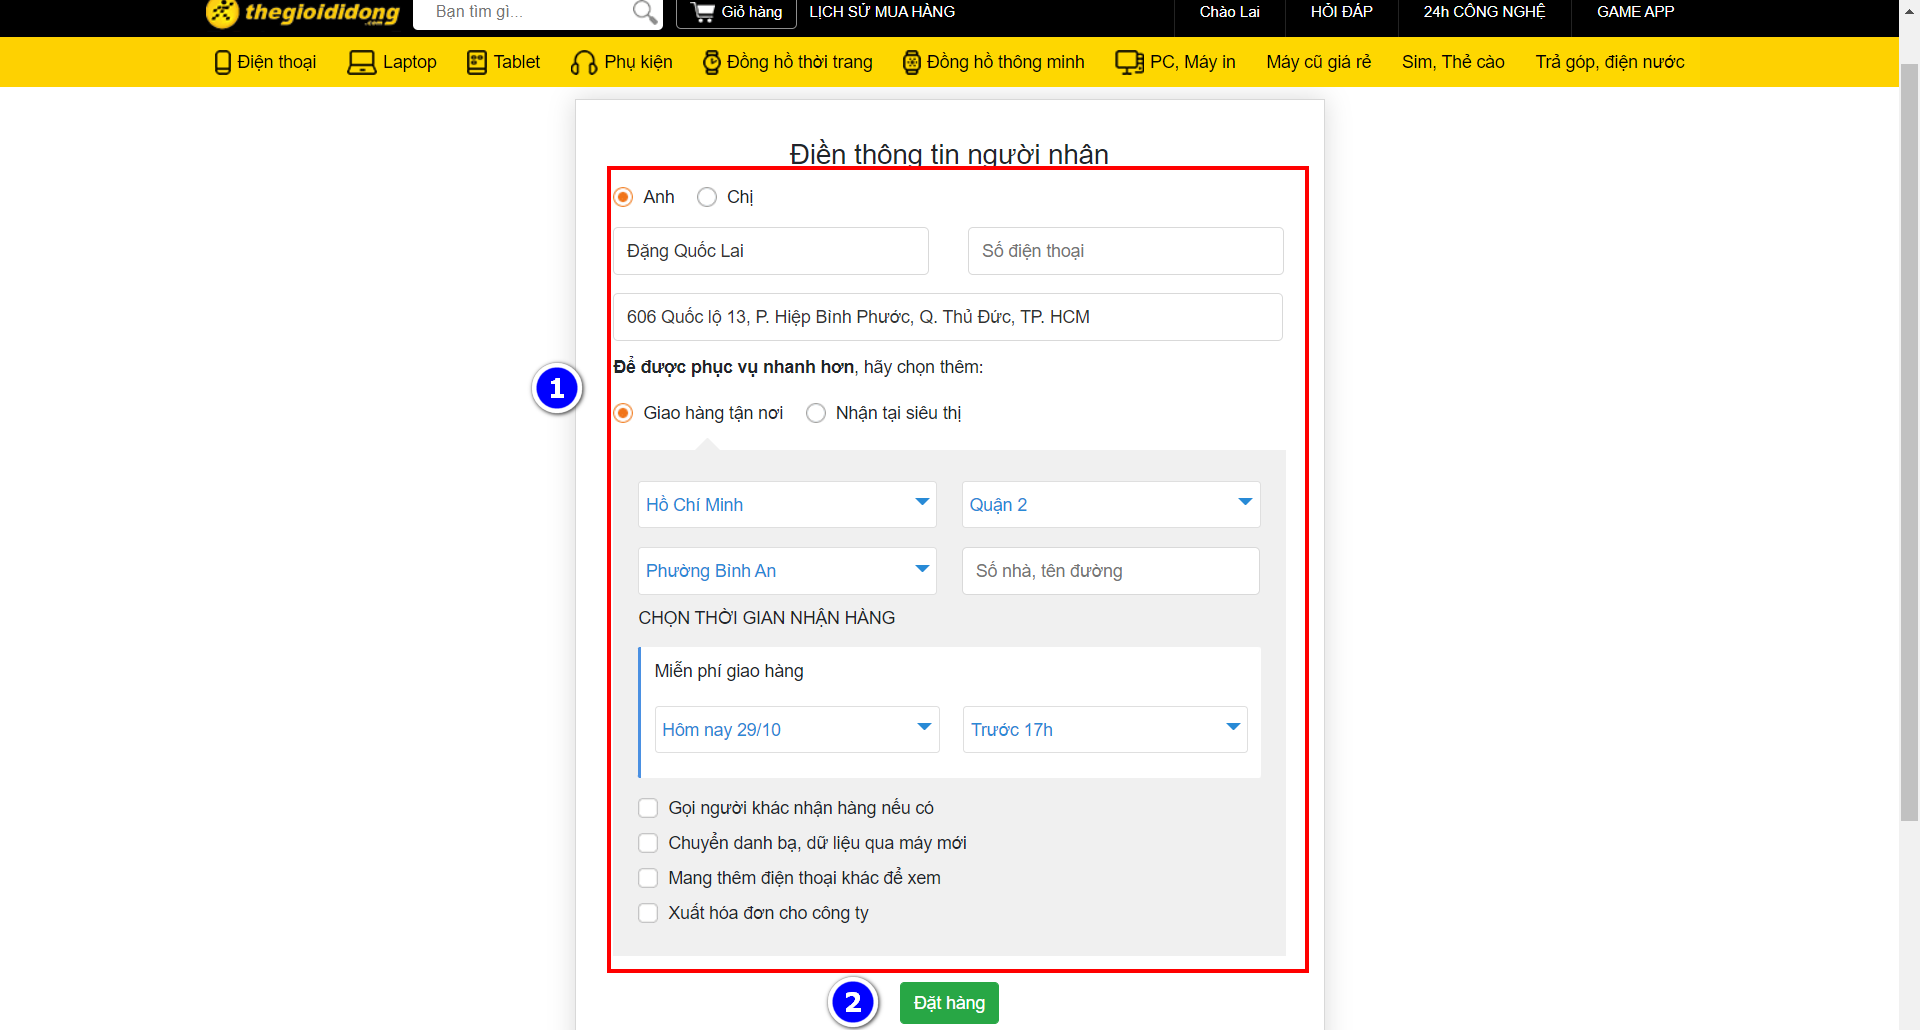 thegioididong.com
Bạn tìm gì...
Giỏ hàng
LỊCH SỬ MUA HÀNG
Chào Lai
HỎI ĐÁP
24h CÔNG NGHỆ
GAME APP
Điện thoại
Laptop
Tablet
Phụ kiện
Đồng hồ thời trang
Đồng hồ thông minh
PC, Máy in
Máy cũ giá rẻ
Sim, Thẻ cào
Trả góp, điện nước
Điền thông tin người nhân
Anh
Chị
Đặng Quốc Lai
Số điện thoại
606 Quốc lộ 13, P. Hiệp Bình Phước, Q. Thủ Đức, TP. HCM
1
Để được phục vụ nhanh hơn, hãy chọn thêm:
Giao hàng tận nơi
Nhận tại siêu thị
Hồ Chí Minh
Quận 2
Phường Bình An
Số nhà, tên đường
CHỌN THỜI GIAN NHẬN HÀNG
Miễn phí giao hàng
Hôm nay 29/10
Trước 17h
Gọi người khác nhận hàng nếu có
Chuyển danh bạ, dữ liệu qua máy mới
Mang thêm điện thoại khác để xem
Xuất hóa đơn cho công ty
2
Đặt hàng